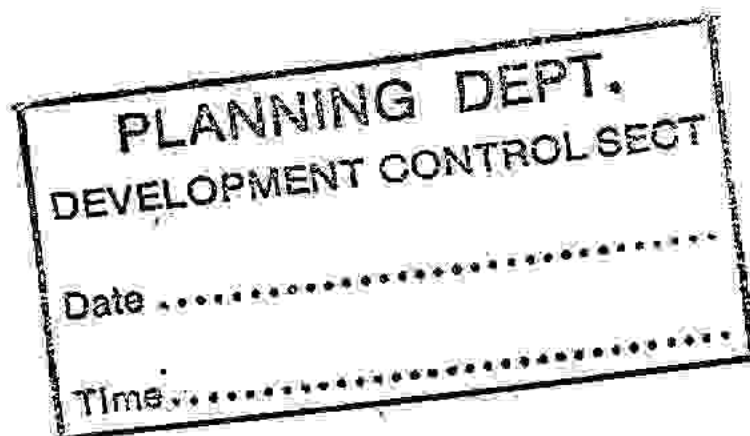 PLANNING DEPT.
DEVELOPMENT CONTROL SECT
Date ........................................
Time ........................................